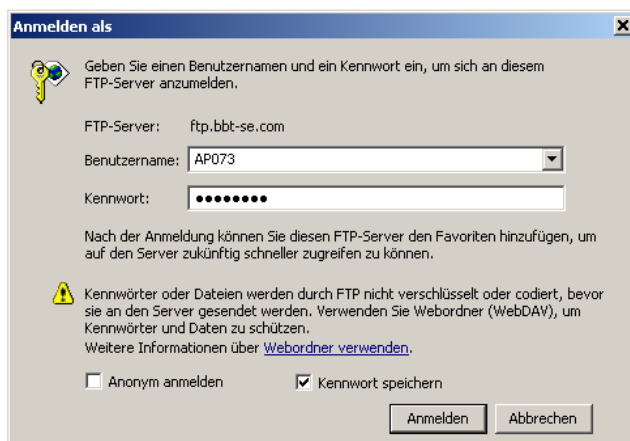 Anmelden als
Geben Sie einen Benutzernamen und ein Kennwort ein, um sich an diesem
FTP-Server anzumelden.
FTP-Server: ftp.bbt-se.com
Benutzername: AP073
Kennwort: ●●●●●●●●
Nach der Anmeldung können Sie diesen FTP-Server den Favoriten hinzufügen, um
auf den Server zukünftig schneller zugreifen zu können.
Kennwörter oder Dateien werden durch FTP nicht verschlüsselt oder codiert, bevor
sie an den Server gesendet werden. Verwenden Sie Webordner (WebDAV), um
Kennwörter und Daten zu schützen.
Weitere Informationen über Webordner verwenden.
Anonym anmelden Kennwort speichern
Anmelden Abbrechen